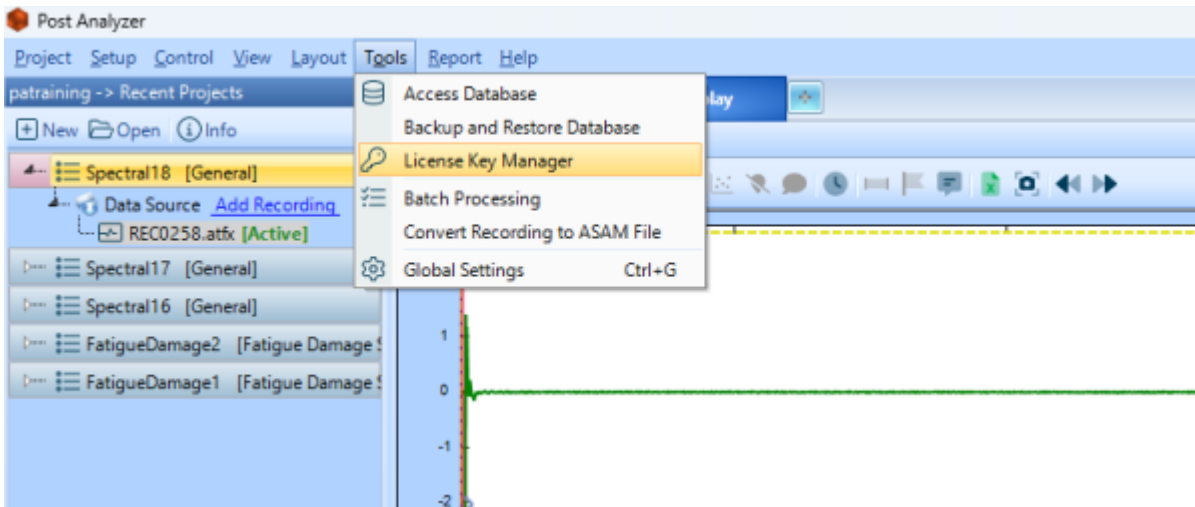 Post Analyzer
Project Setup Control View Layout Tools Report Help
patraining -> Recent Projects
New Open Info
Spectral18 [General]
Data Source Add Recording
REC0258.atfx [Active]
Spectral17 [General]
Spectral16 [General]
FatigueDamage2 [Fatigue Damage
FatigueDamage1 [Fatigue Damage
Access Database
Backup and Restore Database
License Key Manager
Batch Processing
Convert Recording to ASAM File
Global Settings Ctrl+G
1
0
-1
-2